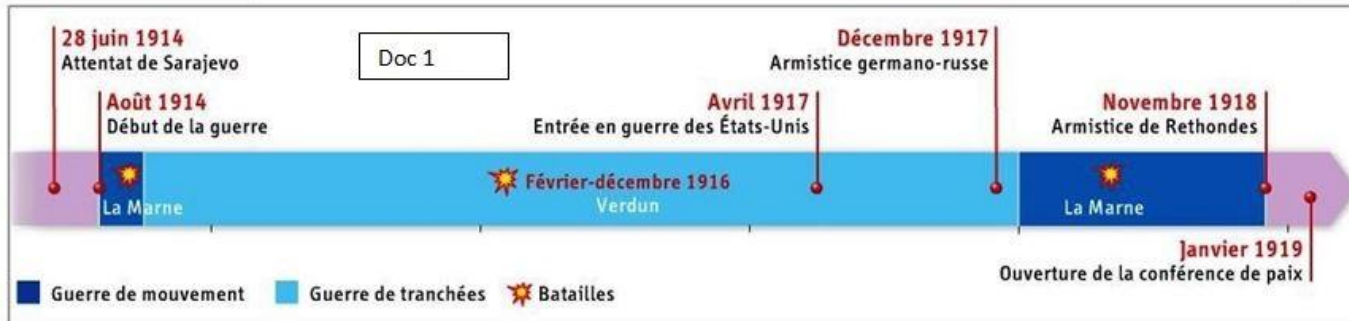 28 juin 1914
Attentat de Sarajevo
Doc 1
Décembre 1917
Armistice germano-russe
Août 1914
Début de la guerre
Avril 1917
Entrée en guerre des États-Unis
Novembre 1918
Armistice de Rethondes
La Marne
Février-décembre 1916
Verdun
La Marne
Janvier 1919
Ouverture de la conférence de paix
Guerre de mouvement
Guerre de tranchées
Batailles